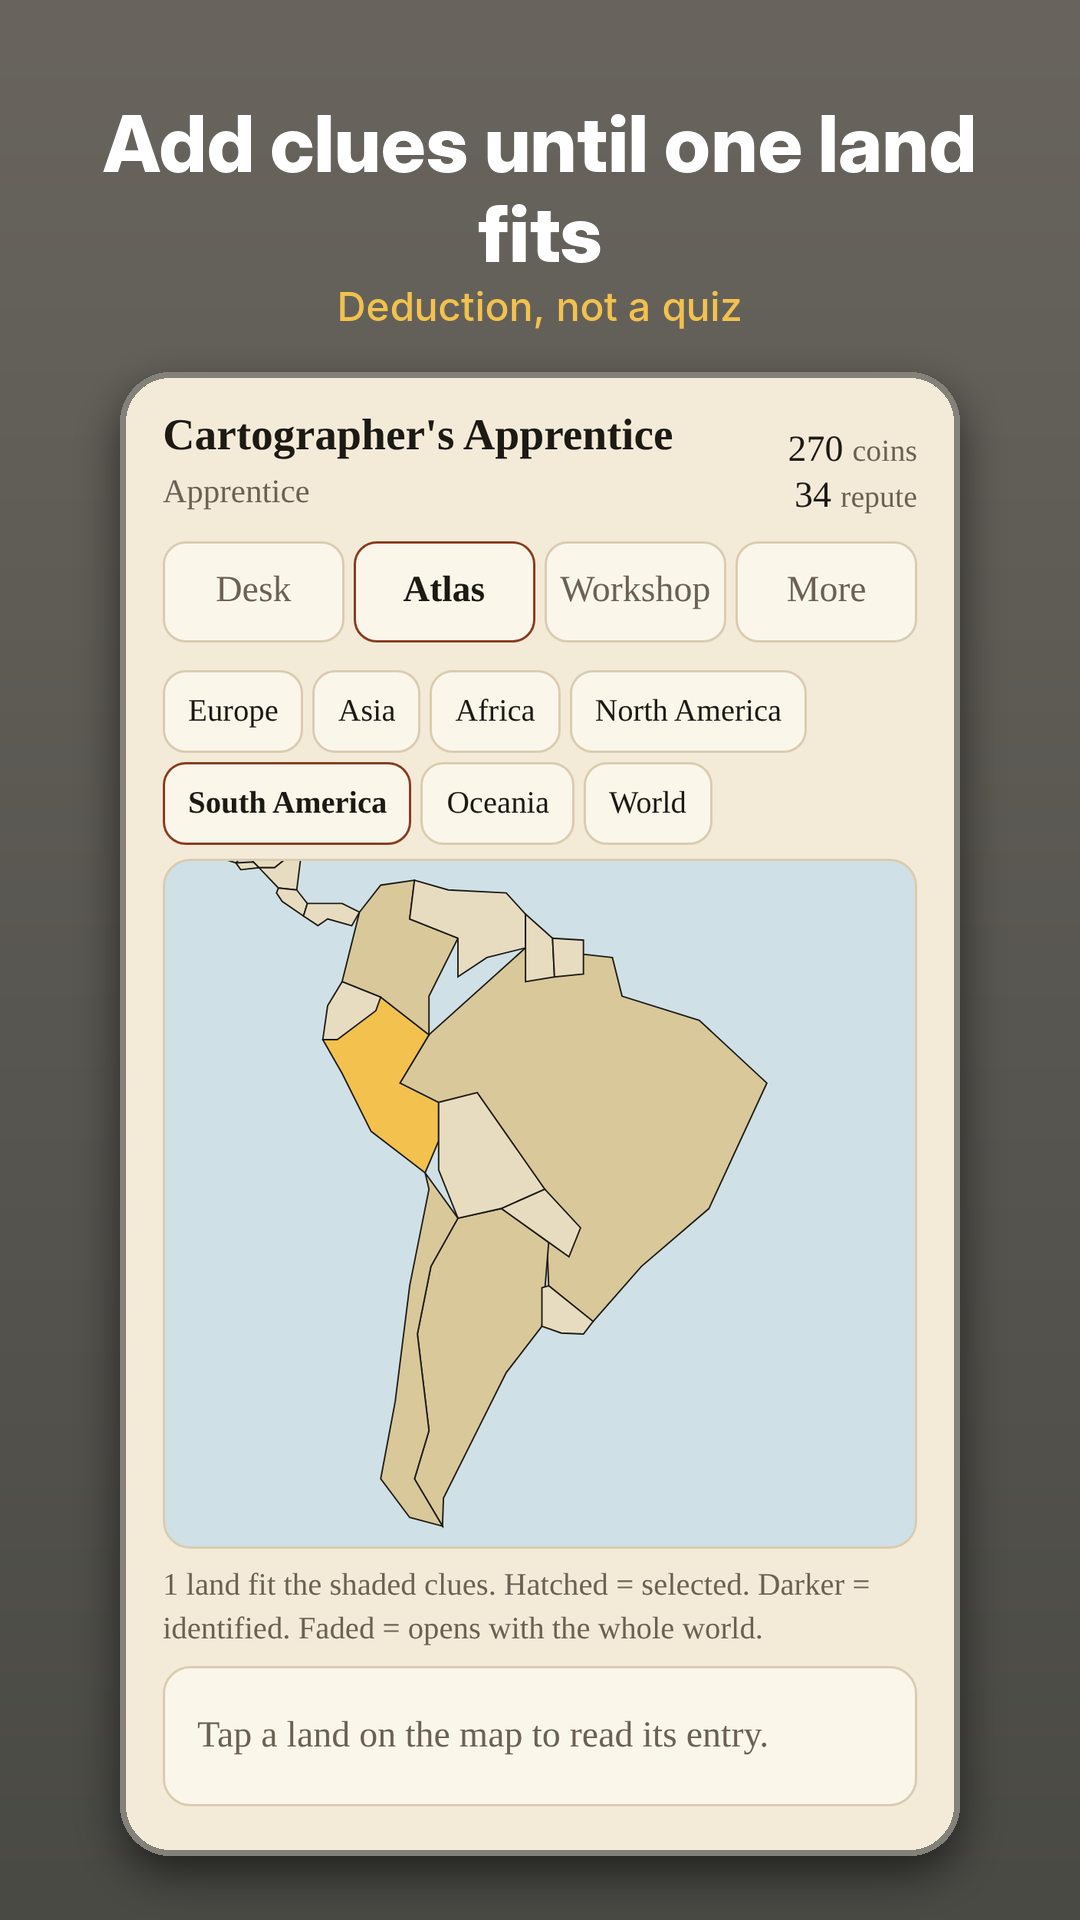 Add clues until one land
fits
Deduction, not a quiz
Cartographer's Apprentice
Apprentice
270 coins
34 repute
Desk
Atlas
Workshop
More
Europe
Asia
Africa
North America
South America
Oceania
World
1 land fit the shaded clues. Hatched = selected. Darker =
identified. Faded = opens with the whole world.
Tap a land on the map to read its entry.